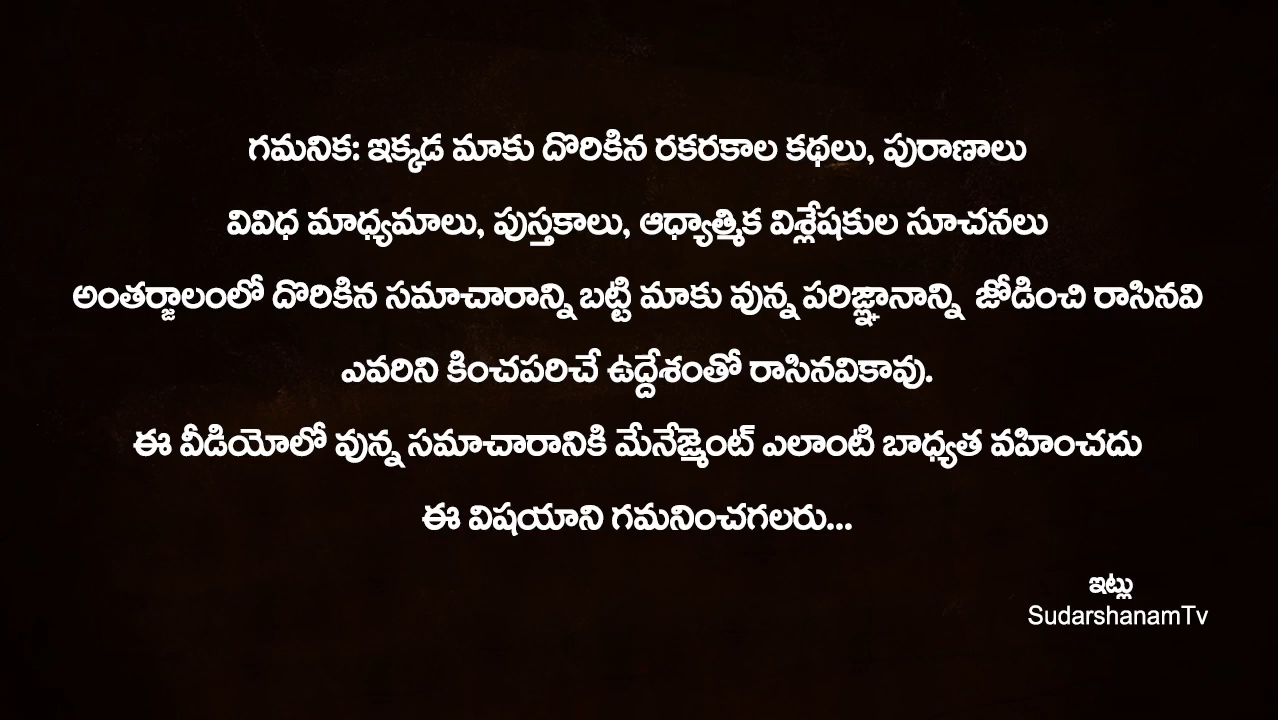 గమనిక: ఇక్కడ మాకు దొరికిన రకరకాల కథలు, పురాణాలు
వివిధ మాధ్యమాలు, పుస్తకాలు, ఆధ్యాత్మిక విశ్లేషకుల సూచనలు
అంతర్జాలంలో దొరికిన సమాచారాన్ని బట్టి మాకు వున్న పరిజ్ఞానాన్ని జోడించి రాసినవి
ఎవరిని కించపరిచే ఉద్దేశంతో రాసినవికావు.
ఈ వీడియోలో వున్న సమాచారానికి మేనేజ్మెంట్ ఎలాంటి బాధ్యత వహించదు
ఈ విషయాని గమనించగలరు...
ఇట్లు
SudarshanamTv